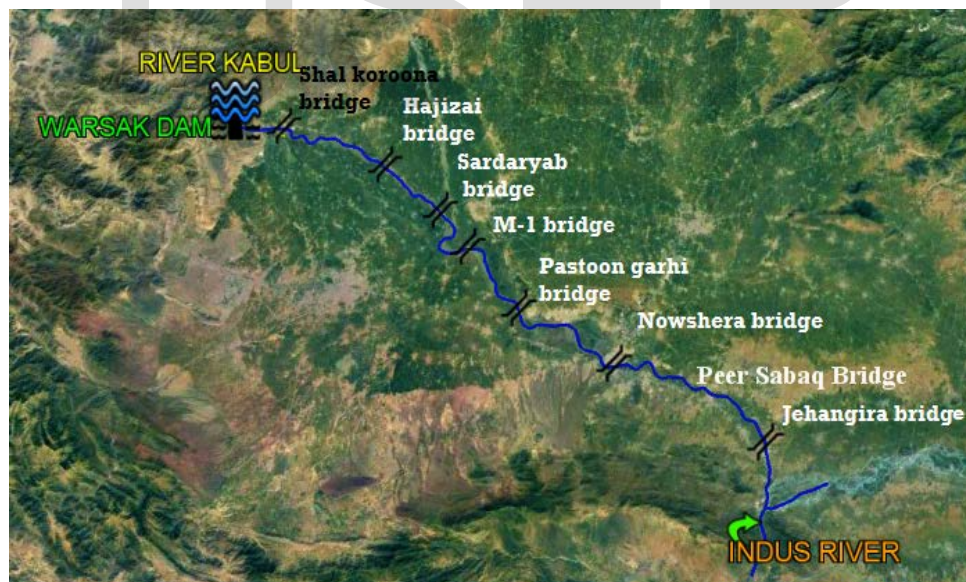 RIVER KABUL
WARSAK DAM
Shal koroona
bridge
Hajizai
bridge
Sardaryab
bridge
M-1 bridge
Pastoon garhi
bridge
Nowshera bridge
Peer Sabaq Bridge
Jehangira bridge
INDUS RIVER